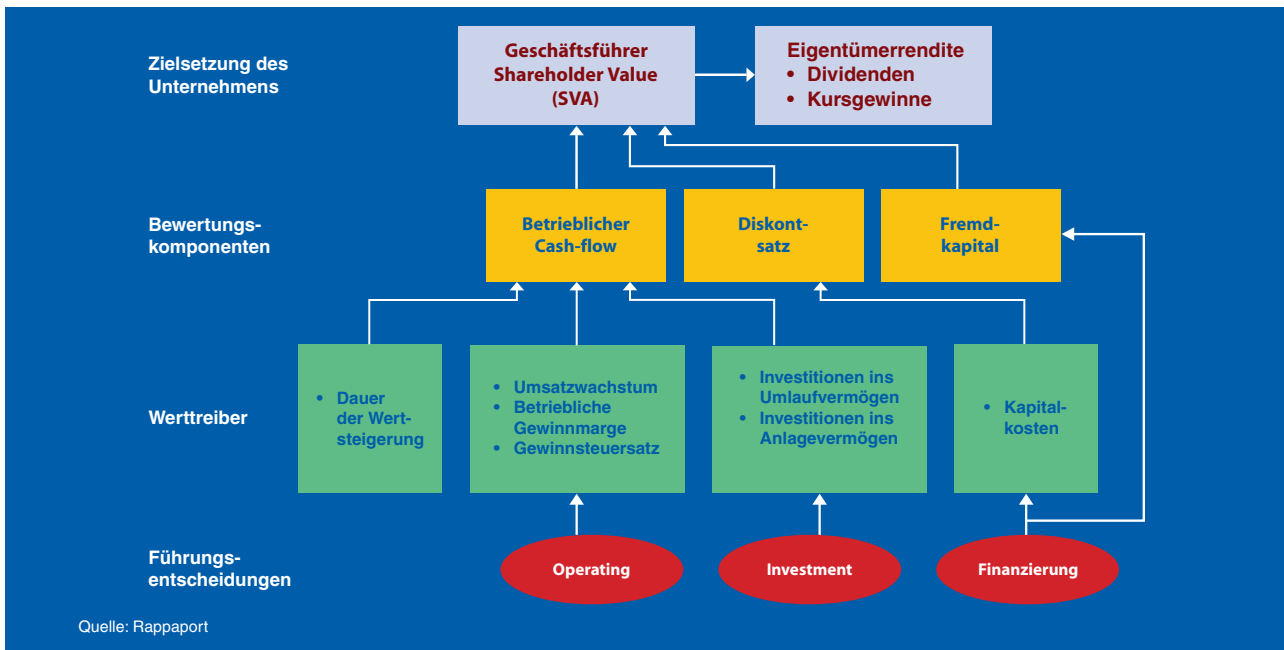 Zielsetzung des
Unternehmens
Geschäftsführer
Shareholder Value
(SVA)
Eigentümerrendite
• Dividenden
• Kursgewinne
Bewertungs-
komponenten
Betrieblicher
Cash-flow
Diskont-
satz
Fremd-
kapital
Werttreiber
• Dauer
der Wert-
steigerung
• Umsatzwachstum
• Betriebliche
Gewinnmarge
• Gewinnsteuersatz
• Investitionen ins
Umlaufvermögen
• Investitionen ins
Anlagevermögen
• Kapital-
kosten
Führungs-
entscheidungen
Operating
Investment
Finanzierung
Quelle: Rappaport